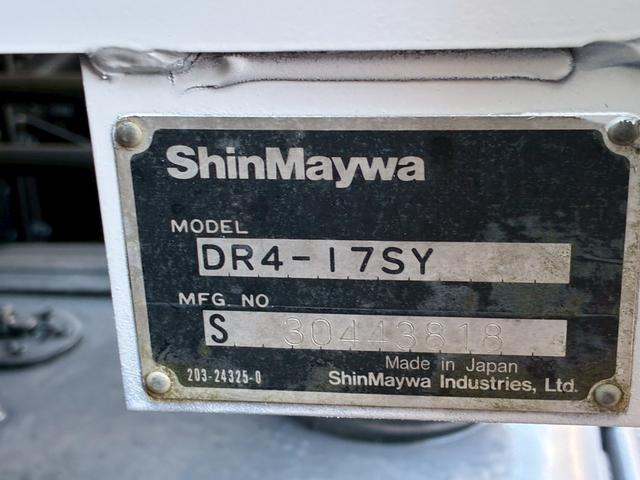 ShinMaywa
MODEL
DR4-17SY
MFG. NO
S 30443818
Made in Japan
203-24325-0
ShinMaywa Industries, Ltd.